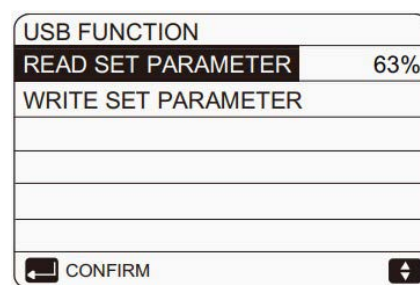 USB FUNCTION
READ SET PARAMETER 63%
WRITE SET PARAMETER
CONFIRM